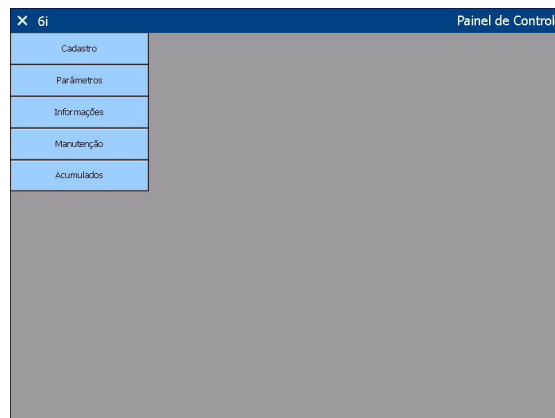 ✕ 6i Painel de Control
Cadastro
Parâmetros
Informações
Manutenção
Acumulados